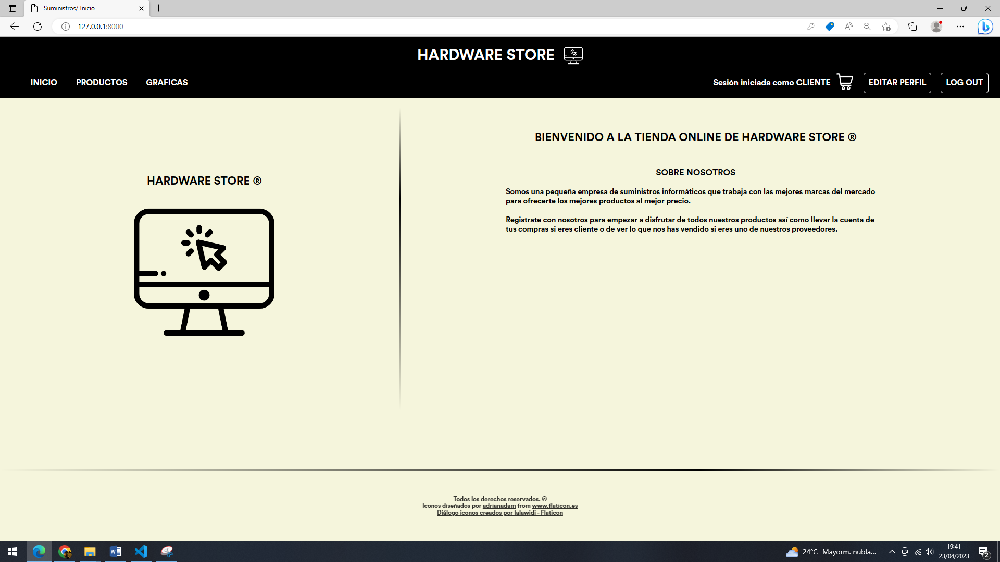 Suministros/ Inicio
127.0.0.1:8000
HARDWARE STORE
INICIO PRODUCTOS GRAFICAS Sesión iniciada como CLIENTE EDITAR PERFIL LOG OUT
HARDWARE STORE ®
BIENVENIDO A LA TIENDA ONLINE DE HARDWARE STORE ®
SOBRE NOSOTROS
Somos una pequeña empresa de suministros informáticos que trabaja con las mejores marcas del mercado
para ofrecerte los mejores productos al mejor precio.
Registrate con nosotros para empezar a disfrutar de todos nuestros productos así como llevar la cuenta de
tus compras si eres cliente o de ver lo que nos has vendido si eres uno de nuestros proveedores.
Todos los derechos reservados. ©
Iconos diseñados por adrianadam from www.flaticon.es
Diálogo iconos creados por lalawidi - Flaticon
24°C Mayorm. nubla...
19:41
23/04/2023
2